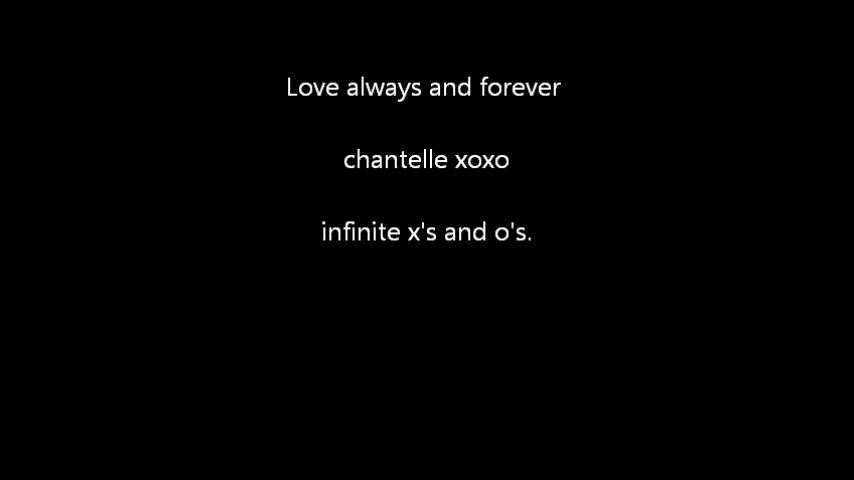 Love always and forever
chantelle xoxo
infinite x's and o's.